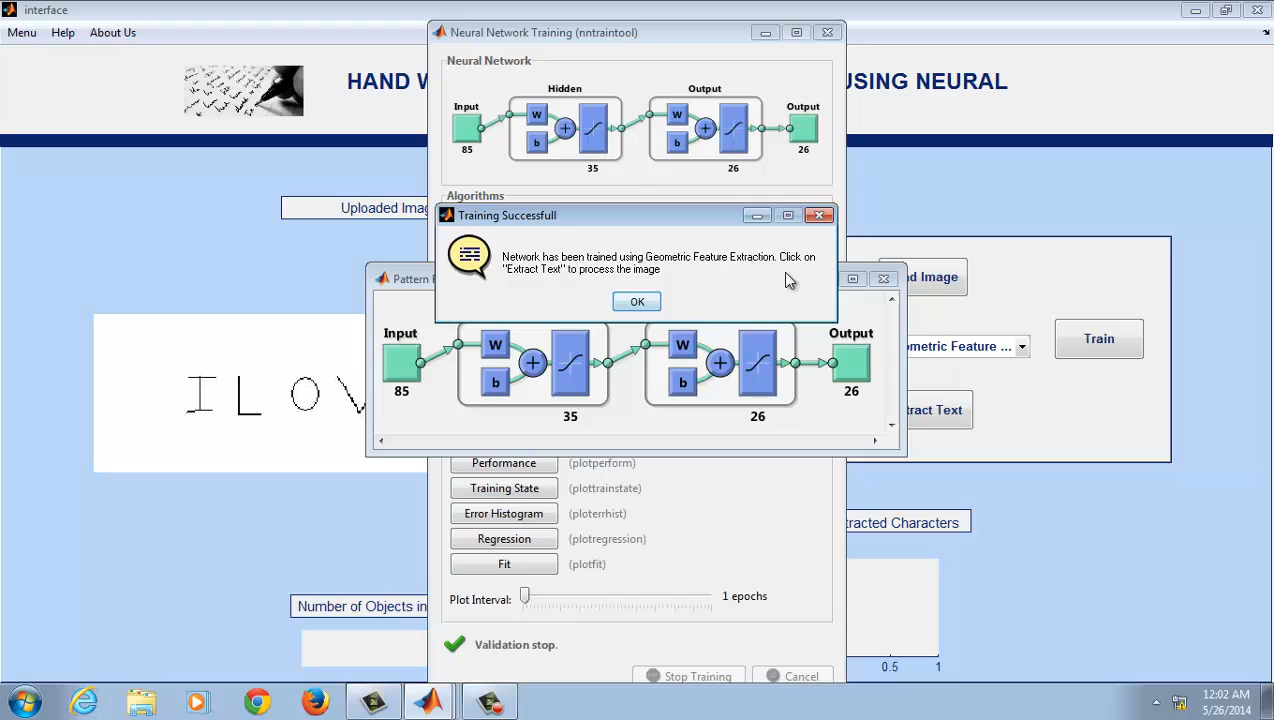 interface
Menu Help About Us
HAND W
USING NEURAL
Neural Network Training (nntraintool)
Neural Network
Hidden Output
Input Output
W W
b b
85 26
35 26
Algorithms
Uploaded Imag
Training Successfull
Network has been trained using Geometric Feature Extraction. Click on
"Extract Text" to process the image
OK
Pattern
Input Output
W W
b b
85 26
35 26
d Image
ometric Feature ...
Train
tract Text
I L O V
Performance (plotperform)
Training State (plottrainstate)
Error Histogram (ploterrhist)
Regression (plotregression)
Fit (plotfit)
Plot Interval: 1 epochs
Validation stop.
Stop Training Cancel
Number of Objects in
tracted Characters
0.5 1
12:02 AM
5/26/2014